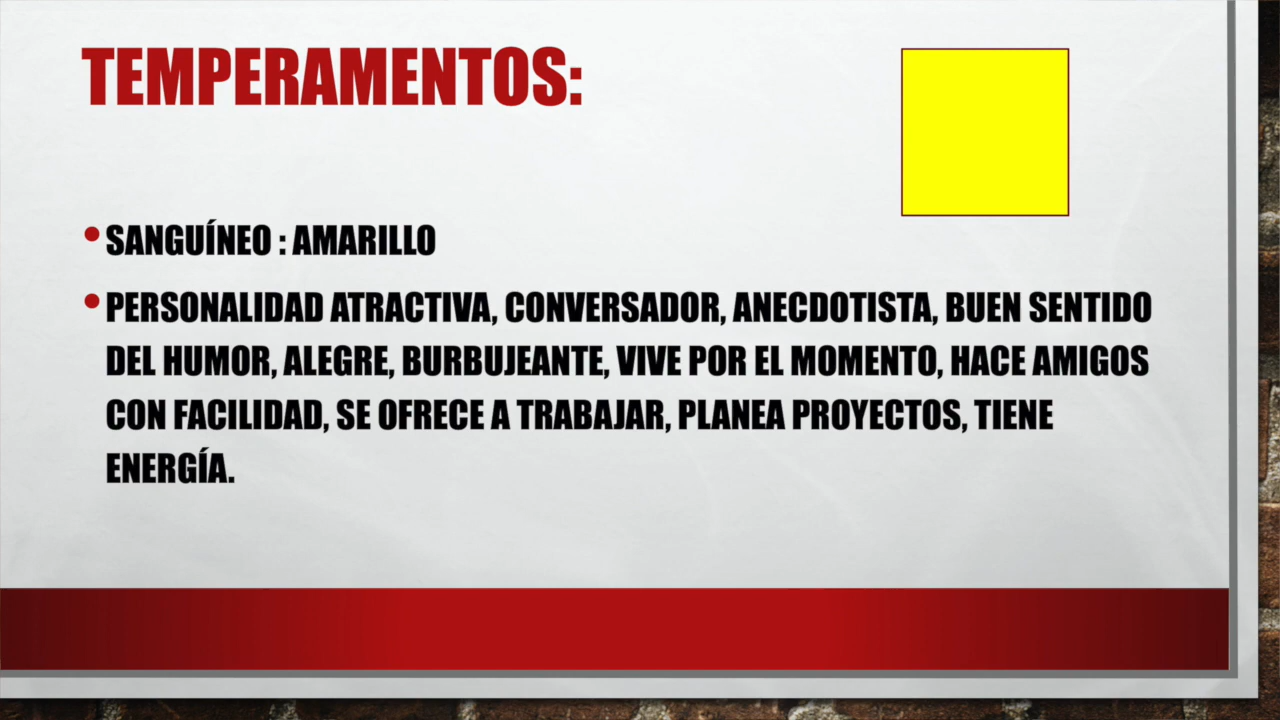 TEMPERAMENTOS:
•SANGUÍNEO : AMARILLO
•PERSONALIDAD ATRACTIVA, CONVERSADOR, ANECDOTISTA, BUEN SENTIDO
DEL HUMOR, ALEGRE, BURBUJEANTE, VIVE POR EL MOMENTO, HACE AMIGOS
CON FACILIDAD, SE OFRECE A TRABAJAR, PLANEA PROYECTOS, TIENE
ENERGÍA.